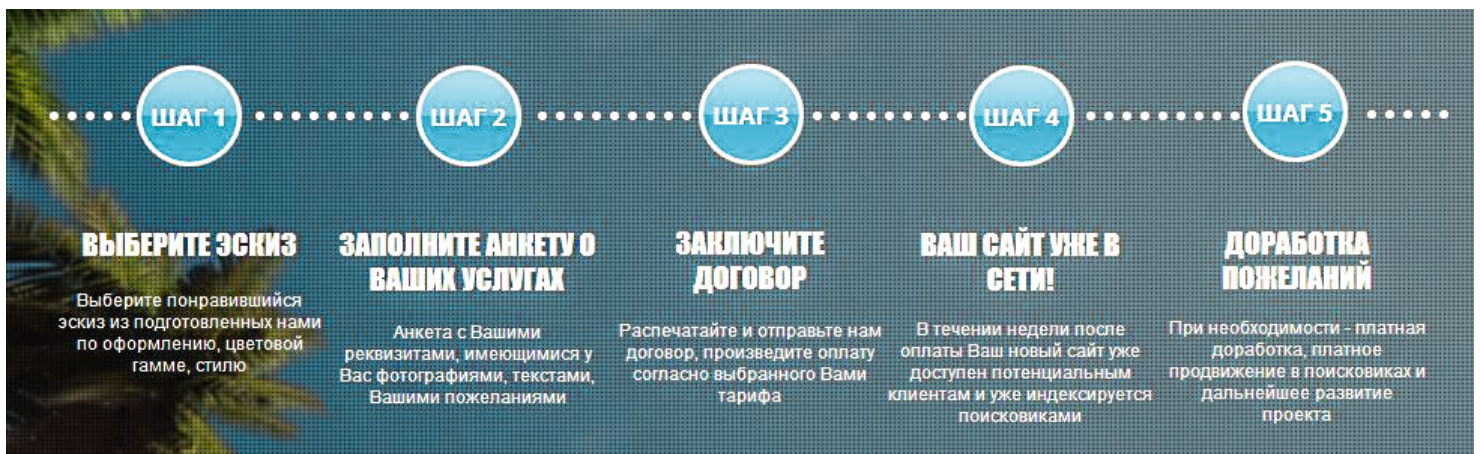 ШАГ 1
ШАГ 2
ШАГ 3
ШАГ 4
ШАГ 5
ВЫБЕРИТЕ ЭСКИЗ
Выберите понравившийся
эскиз из подготовленных нами
по оформлению, цветовой
гамме, стилю
ЗАПОЛНИТЕ АНКЕТУ О
ВАШИХ УСЛУГАХ
Анкета с Вашими
реквизитами, имеющимися у
Вас фотографиями, текстами,
Вашими пожеланиями
ЗАКЛЮЧИТЕ
ДОГОВОР
Распечатайте и отправьте нам
договор, произведите оплату
согласно выбранного Вами
тарифа
ВАШ САЙТ УЖЕ В
СЕТИ!
В течении недели после
оплаты Ваш новый сайт уже
доступен потенциальным
клиентам и уже индексируется
поисковиками
ДОРАБОТКА
ПОЖЕЛАНИЙ
При необходимости - платная
доработка, платное
продвижение в поисковиках и
дальнейшее развитие
проекта